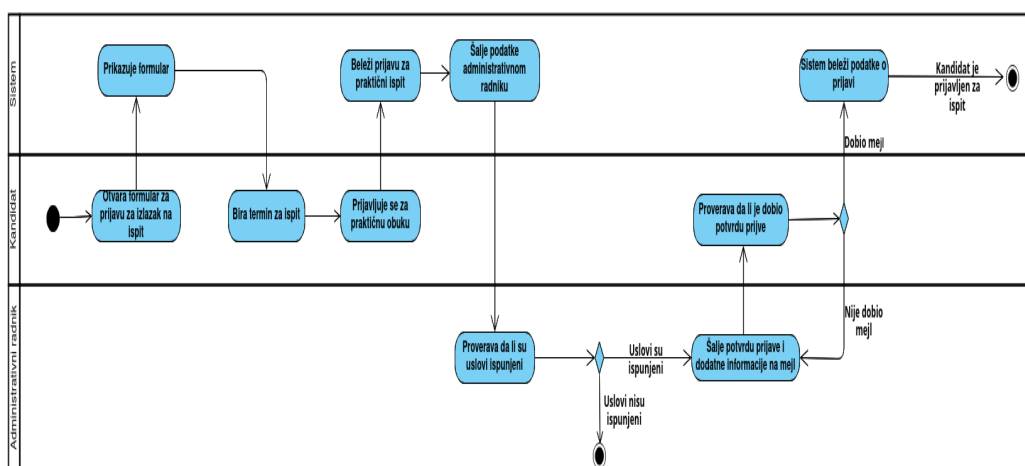 Sistem
Prikazuje formular
Beleži prijavu za
praktični ispit
Šalje podatke
administrativnom
radniku
Sistem beleži podatke o
prijavi
Kandidat je
prijavljen za
ispit
Dobio mejl
Kandidat
Otvara formular za
prijavu za izlazak na
ispit
Bira termin za ispit
Prijavljuje se za
praktičnu obuku
Proverava da li je dobio
potvrdu prijve
Nije dobio
mejl
Administrativni radnik
Proverava da li su
uslovi ispunjeni
Uslovi su
ispunjeni
Šalje potvrdu prijave i
dodatne informacije na mejl
Uslovi nisu
ispunjeni